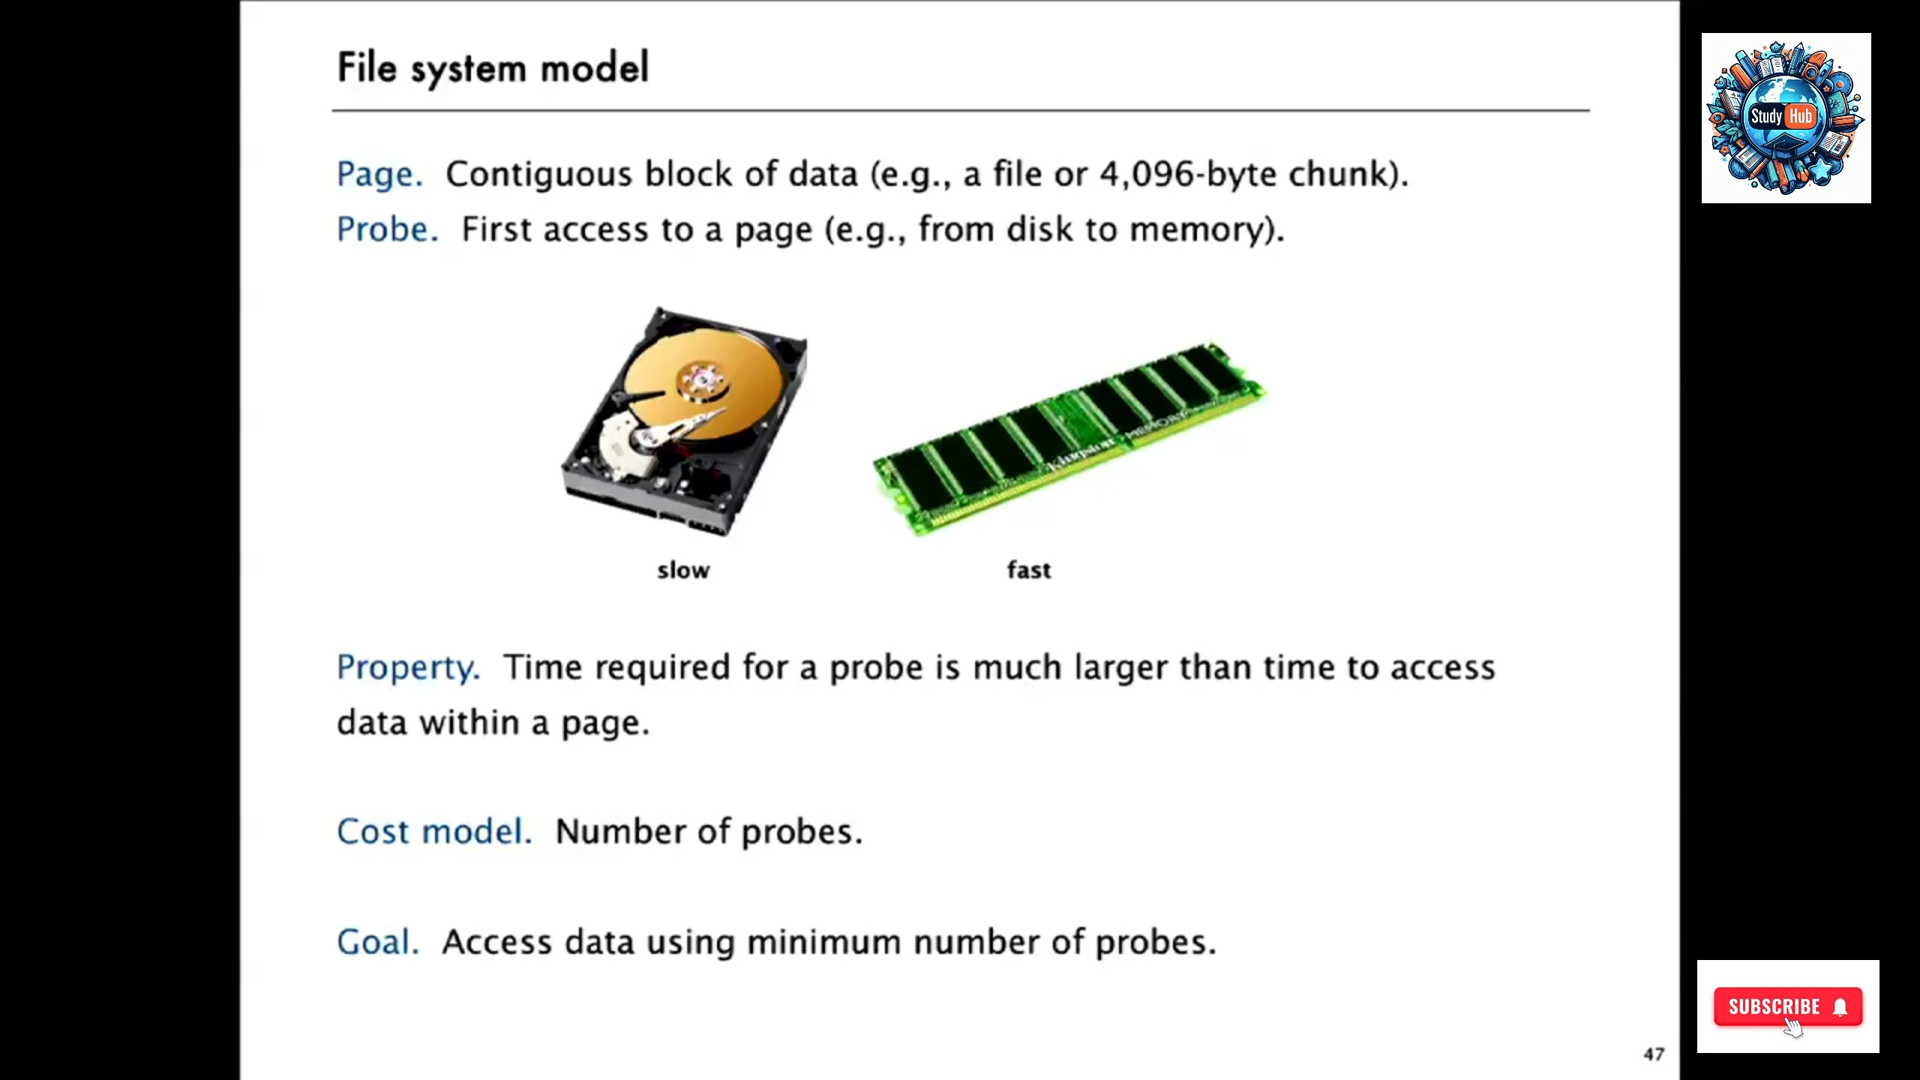 File system model
Page. Contiguous block of data (e.g., a file or 4,096-byte chunk).
Probe. First access to a page (e.g., from disk to memory).
Kingston
MEMORY
slow
fast
Property. Time required for a probe is much larger than time to access
data within a page.
Cost model. Number of probes.
Goal. Access data using minimum number of probes.
47
Study Hub
SUBSCRIBE